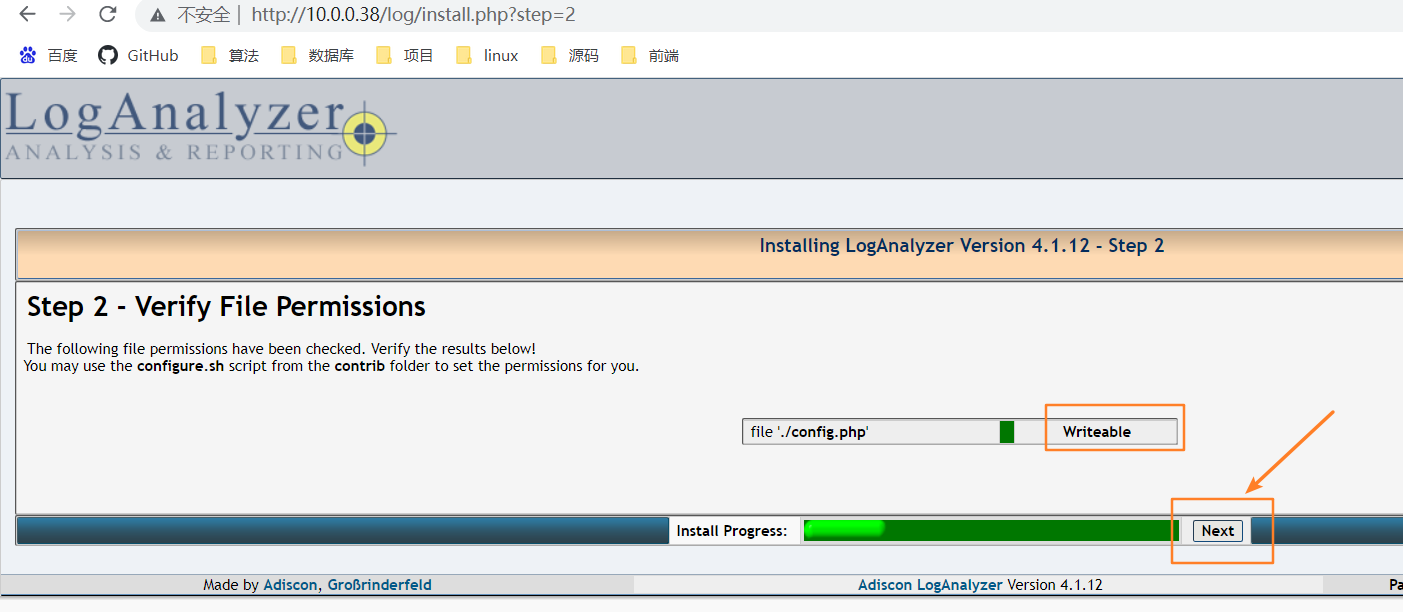 不安全 | http://10.0.0.38/log/install.php?step=2
百度 GitHub 算法 数据库 项目 linux 源码 前端
LogAnalyzer
ANALYSIS & REPORTING
Installing LogAnalyzer Version 4.1.12 - Step 2
Step 2 - Verify File Permissions
The following file permissions have been checked. Verify the results below!
You may use the configure.sh script from the contrib folder to set the permissions for you.
file './config.php' Writeable
Install Progress: Next
Made by Adiscon, Großrinderfeld Adiscon LogAnalyzer Version 4.1.12 Pa